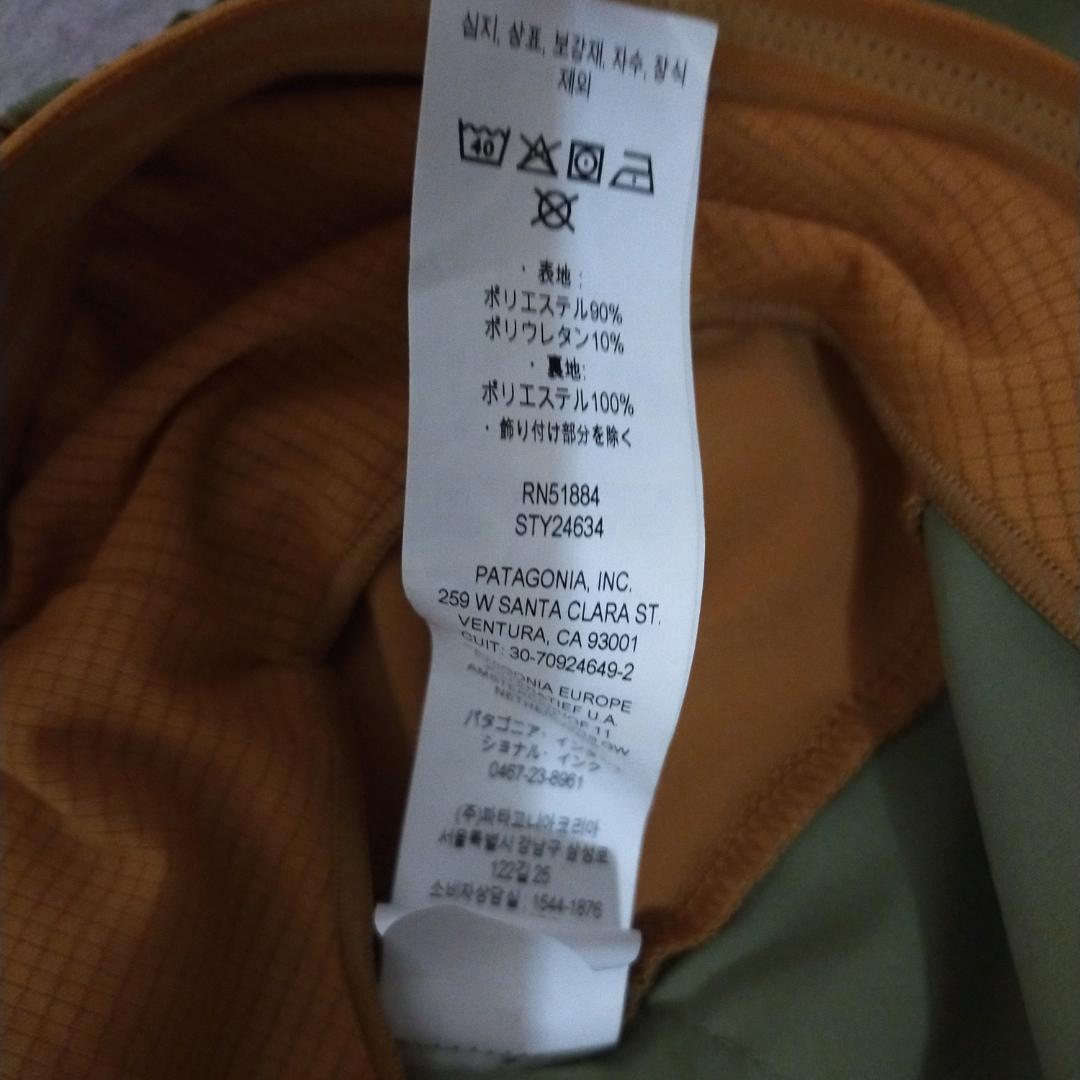 심지, 상표, 보강재, 자수, 장식
제외
40
· 表地 :
ポリエステル90%
ポリウレタン10%
· 裏地:
ポリエステル100%
· 飾り付け部分を除く
RN51884
STY24634
PATAGONIA, INC.
259 W SANTA CLARA ST.
VENTURA, CA 93001
CUIT: 30-70924649-2
EUROPE
U.A.
11
パタゴニア・インタ
ショナル・インク
0467-23-8961
(주)파타고니아코리아
서울특별시 강남구 삼성로
122길 25
소비자상담실 : 1544-1876